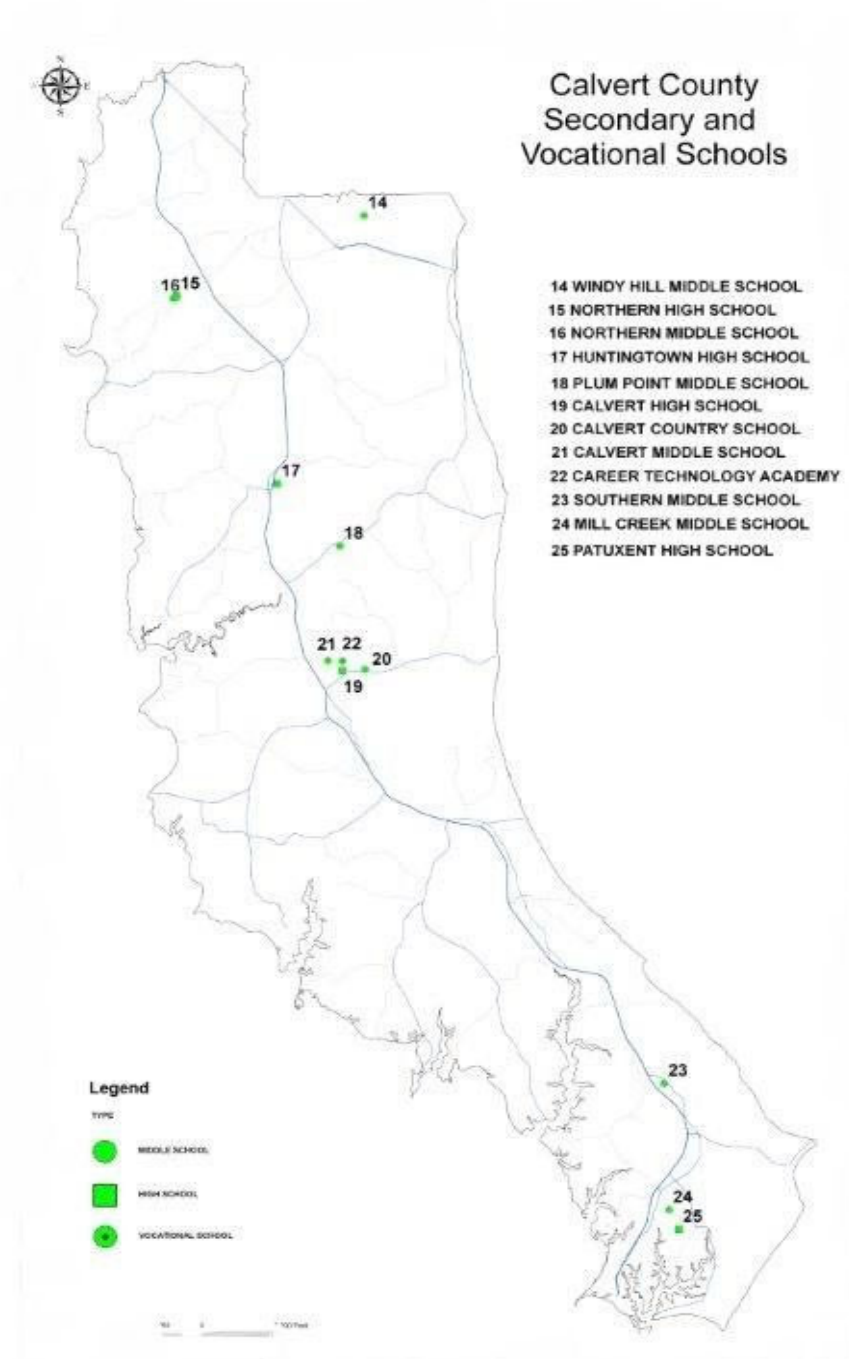 N
E
S
Calvert County
Secondary and
Vocational Schools
14
16 15
14 WINDY HILL MIDDLE SCHOOL
15 NORTHERN HIGH SCHOOL
16 NORTHERN MIDDLE SCHOOL
17 HUNTINGTOWN HIGH SCHOOL
18 PLUM POINT MIDDLE SCHOOL
19 CALVERT HIGH SCHOOL
20 CALVERT COUNTRY SCHOOL
21 CALVERT MIDDLE SCHOOL
22 CAREER TECHNOLOGY ACADEMY
23 SOUTHERN MIDDLE SCHOOL
24 MILL CREEK MIDDLE SCHOOL
25 PATUXENT HIGH SCHOOL
17
18
21 22
20
19
23
24
25
Legend
TYPE
MIDDLE SCHOOL
HIGH SCHOOL
VOCATIONAL SCHOOL